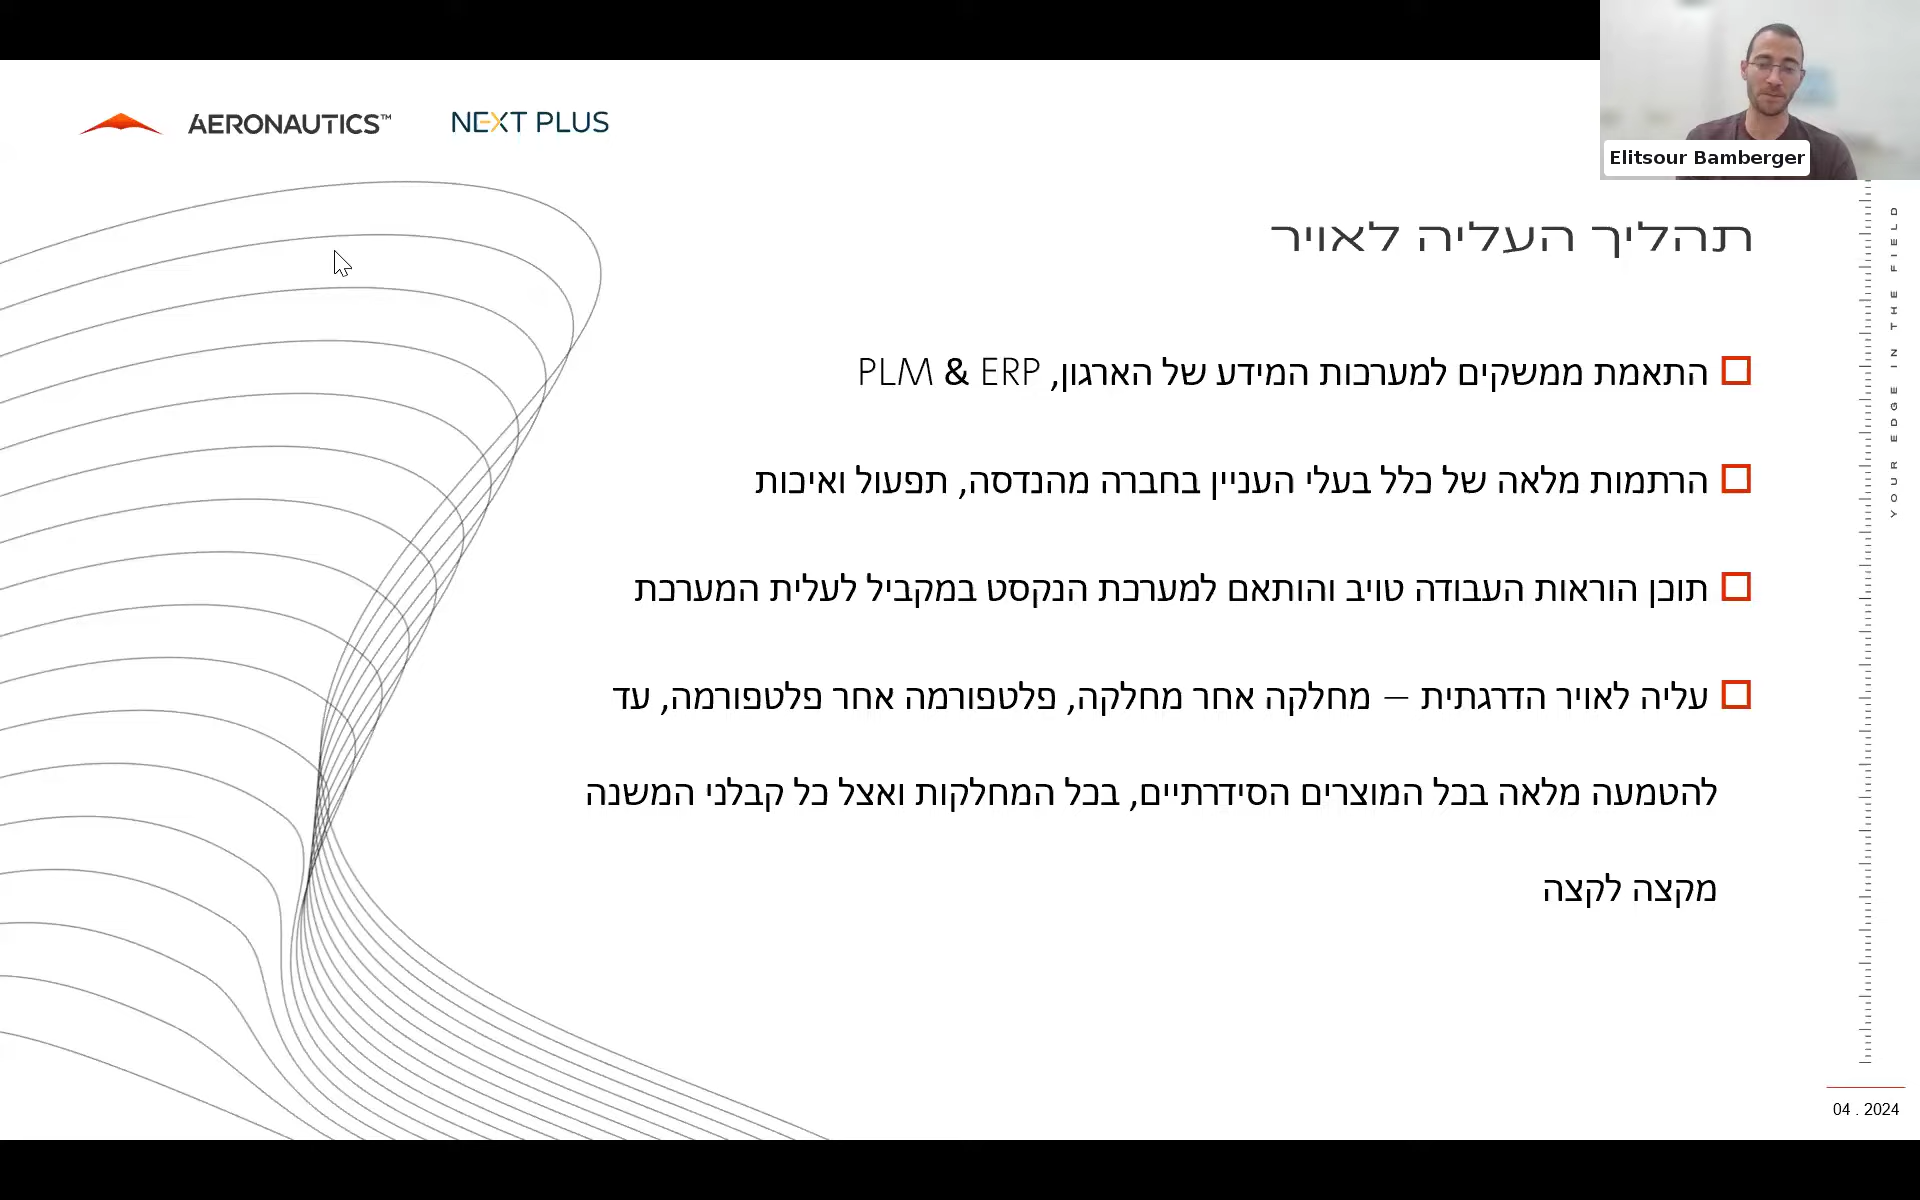 AERONAUTICS™ NEXT PLUS
Elitsour Bamberger
תהליך העליה לאויר
התאמת ממשקים למערכות המידע של הארגון, PLM & ERP
הרתמות מלאה של כלל בעלי העניין בחברה מהנדסה, תפעול ואיכות
תוכן הוראות העבודה טויב והותאם למערכת הנקסט במקביל לעלית המערכת
עליה לאויר הדרגתית – מחלקה אחר מחלקה, פלטפורמה אחר פלטפורמה, עד
להטמעה מלאה בכל המוצרים הסידרתיים, בכל המחלקות ואצל כל קבלני המשנה
מקצה לקצה
YOUR EDGE IN THE FIELD
04 . 2024